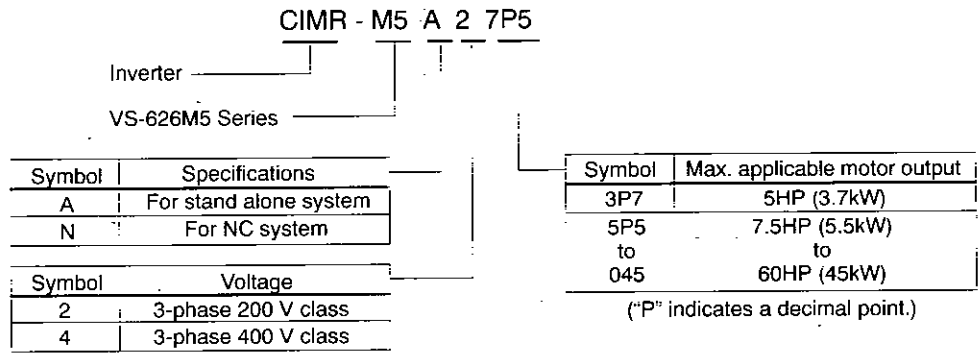 CIMR - M5 A 2 7P5
Inverter
VS-626M5 Series
Symbol Specifications
A For stand alone system
N For NC system
Symbol Voltage
2 3-phase 200 V class
4 3-phase 400 V class
Symbol Max. applicable motor output
3P7 5HP (3.7kW)
5P5 7.5HP (5.5kW)
to to
045 60HP (45kW)
("P" indicates a decimal point.)